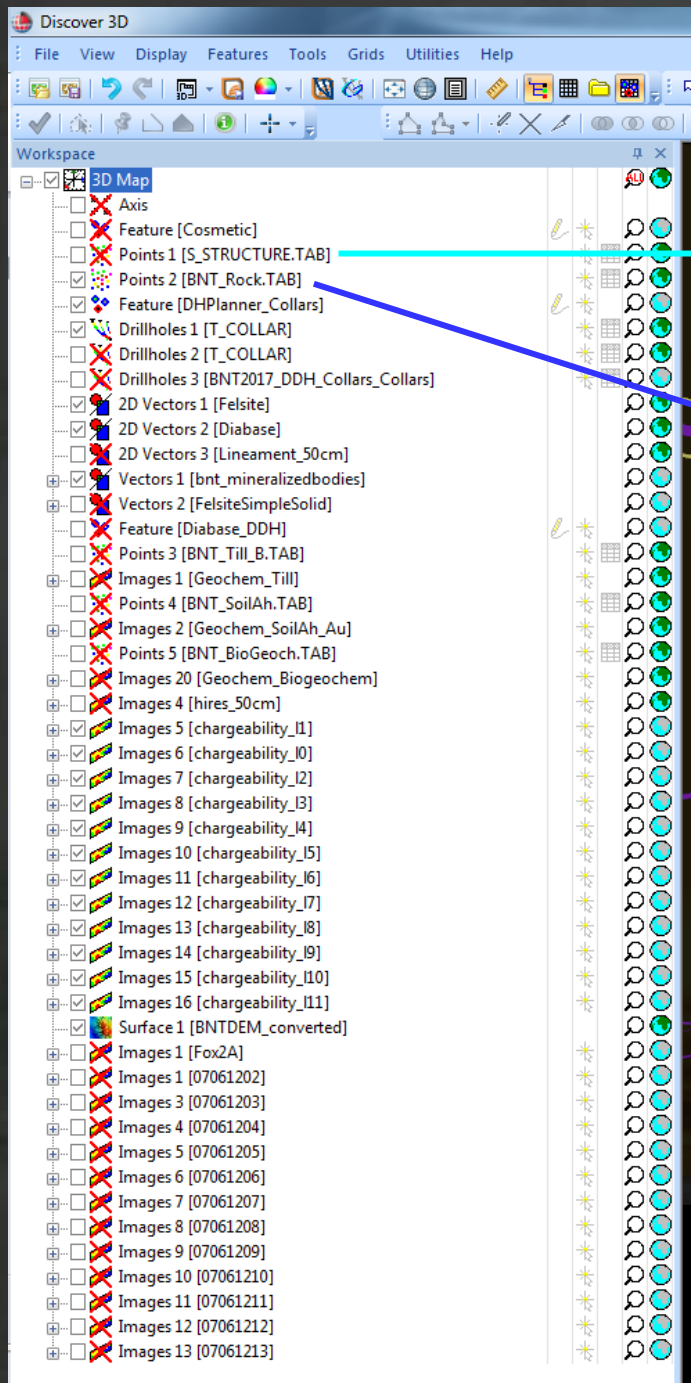 Discover 3D
File View Display Features Tools Grids Utilities Help
Workspace
3D Map
ALL
Axis
Feature [Cosmetic]
Points 1 [S_STRUCTURE.TAB]
Points 2 [BNT_Rock.TAB]
Feature [DHPlanner_Collars]
Drillholes 1 [T_COLLAR]
Drillholes 2 [T_COLLAR]
Drillholes 3 [BNT2017_DDH_Collars_Collars]
2D Vectors 1 [Felsite]
2D Vectors 2 [Diabase]
2D Vectors 3 [Lineament_50cm]
Vectors 1 [bnt_mineralizedbodies]
Vectors 2 [FelsiteSimpleSolid]
Feature [Diabase_DDH]
Points 3 [BNT_Till_B.TAB]
Images 1 [Geochem_Till]
Points 4 [BNT_SoilAh.TAB]
Images 2 [Geochem_SoilAh_Au]
Points 5 [BNT_BioGeoch.TAB]
Images 20 [Geochem_Biogeochem]
Images 4 [hires_50cm]
Images 5 [chargeability_l1]
Images 6 [chargeability_l0]
Images 7 [chargeability_l2]
Images 8 [chargeability_l3]
Images 9 [chargeability_l4]
Images 10 [chargeability_l5]
Images 11 [chargeability_l6]
Images 12 [chargeability_l7]
Images 13 [chargeability_l8]
Images 14 [chargeability_l9]
Images 15 [chargeability_l10]
Images 16 [chargeability_l11]
Surface 1 [BNTDEM_converted]
Images 1 [Fox2A]
Images 1 [07061202]
Images 3 [07061203]
Images 4 [07061204]
Images 5 [07061205]
Images 6 [07061206]
Images 7 [07061207]
Images 8 [07061208]
Images 9 [07061209]
Images 10 [07061210]
Images 11 [07061211]
Images 12 [07061212]
Images 13 [07061213]